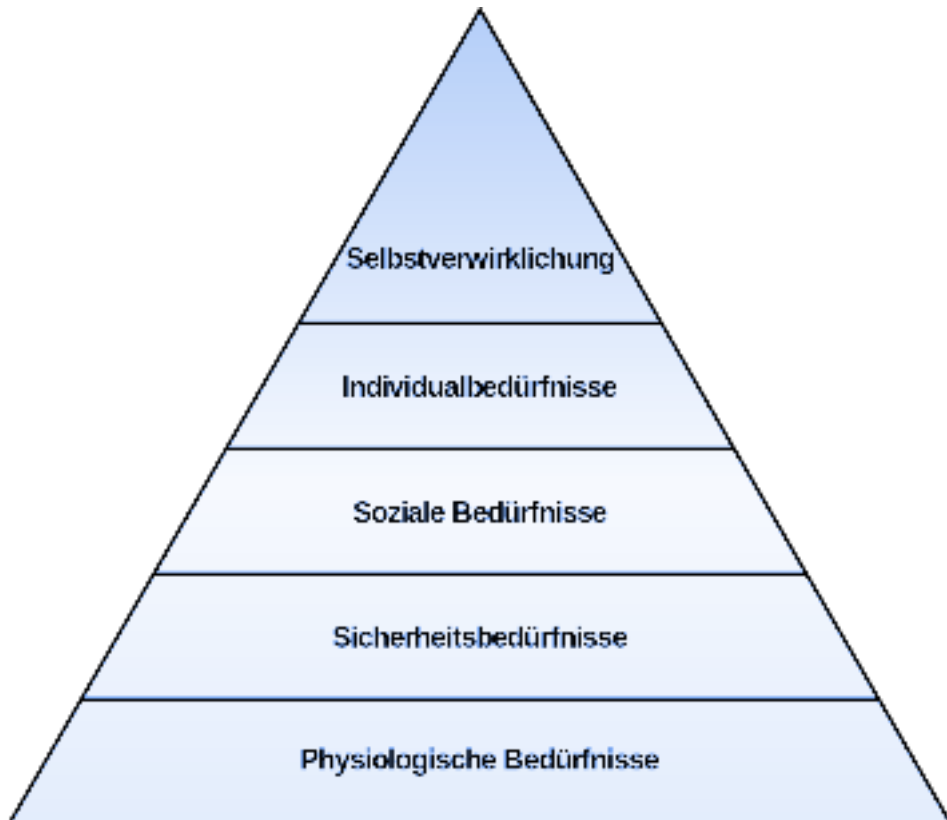 Selbstverwirklichung
Individualbedürfnisse
Soziale Bedürfnisse
Sicherheitsbedürfnisse
Physiologische Bedürfnisse